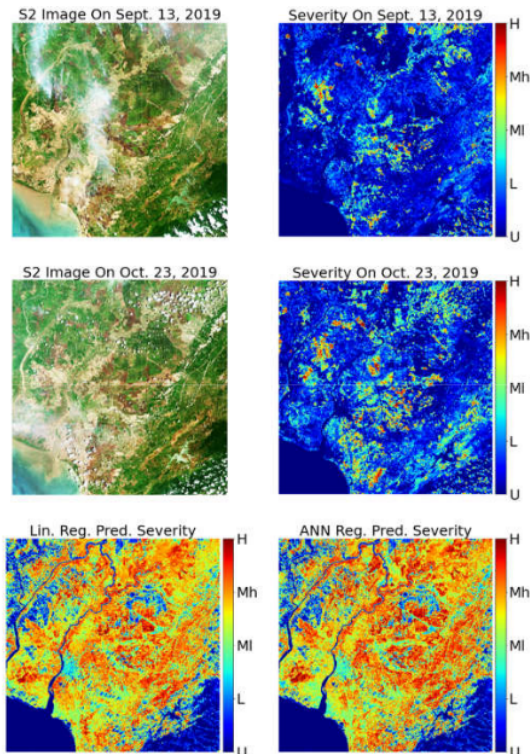 S2 Image On Sept. 13, 2019
Severity On Sept. 13, 2019
H
Mh
Ml
L
U
S2 Image On Oct. 23, 2019
Severity On Oct. 23, 2019
H
Mh
Ml
L
U
Lin. Reg. Pred. Severity
ANN Reg. Pred. Severity
H
H
Mh
Mh
Ml
Ml
L
L
U
U